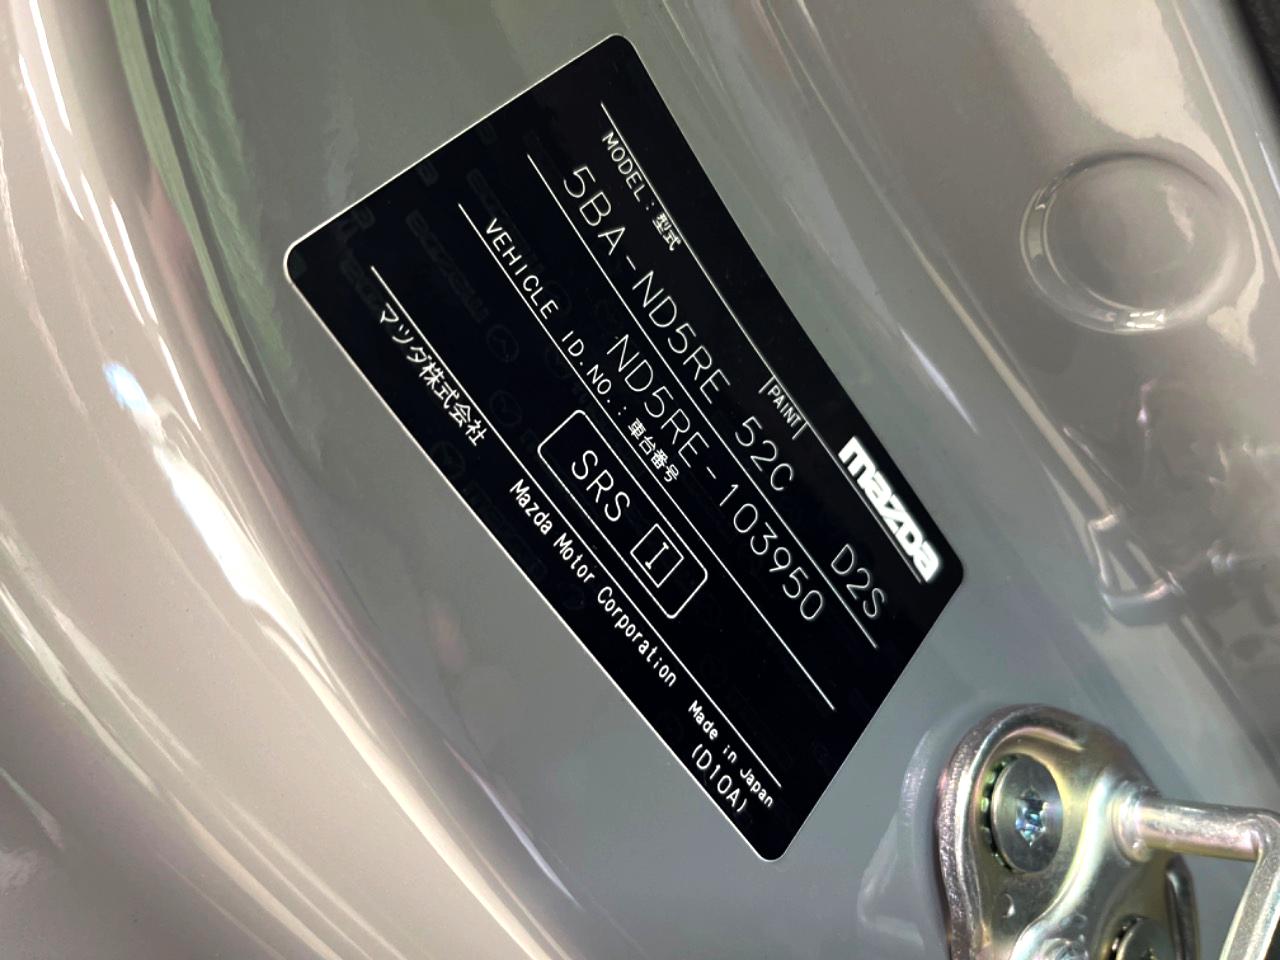 mazda
MODEL:型式 PAINT
5BA-ND5RE 52C D2S
ND5RE-103950
VEHICLE ID.NO.:車台番号
SRS I
マツダ株式会社 Mazda Motor Corporation Made in Japan
(D10A)